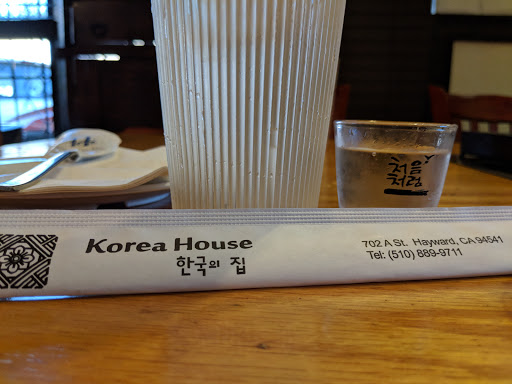 처음
처럼
Korea House
한국의 집
702 A St. Hayward, CA 94541
Tel: (510) 889-9711